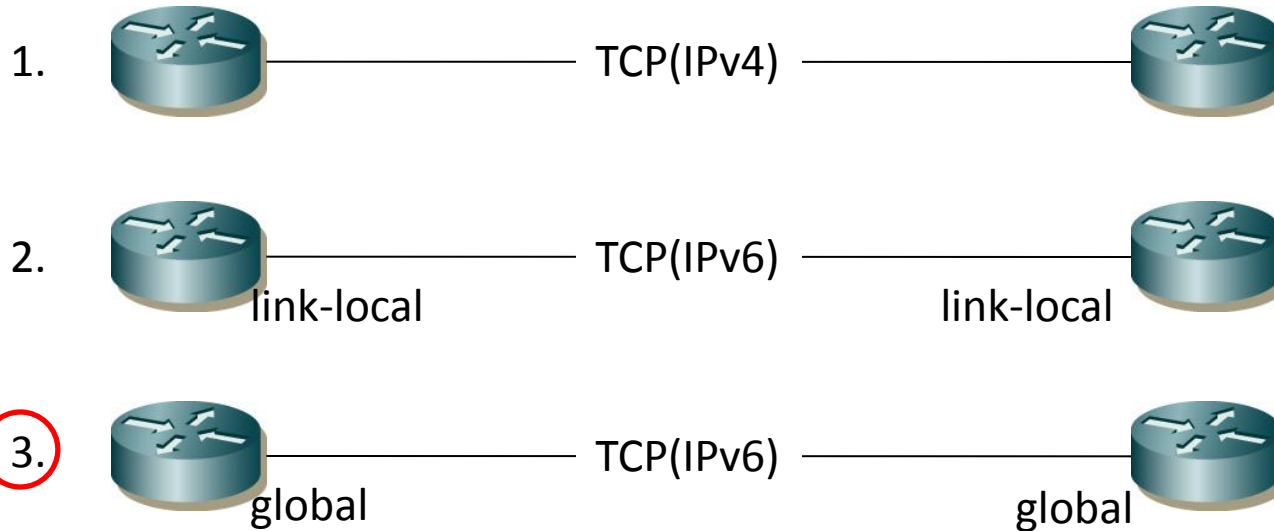 1. TCP(IPv4)
2. TCP(IPv6)
link-local link-local
3. TCP(IPv6)
global global